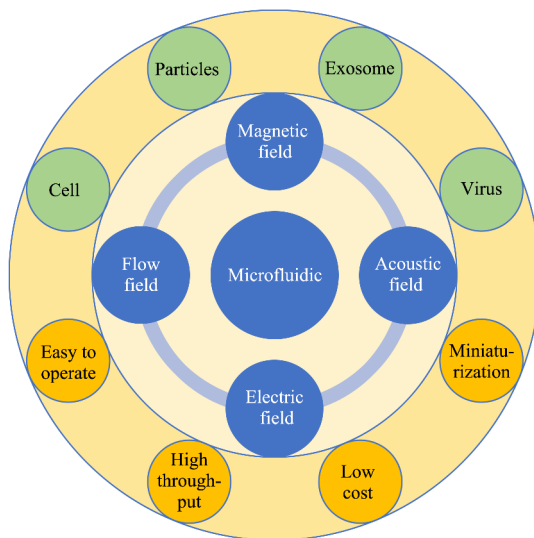 Particles
Exosome
Magnetic
field
Cell
Virus
Flow
field
Microfluidic
Acoustic
field
Easy to
operate
Miniatu-
rization
Electric
field
High
through-
put
Low
cost